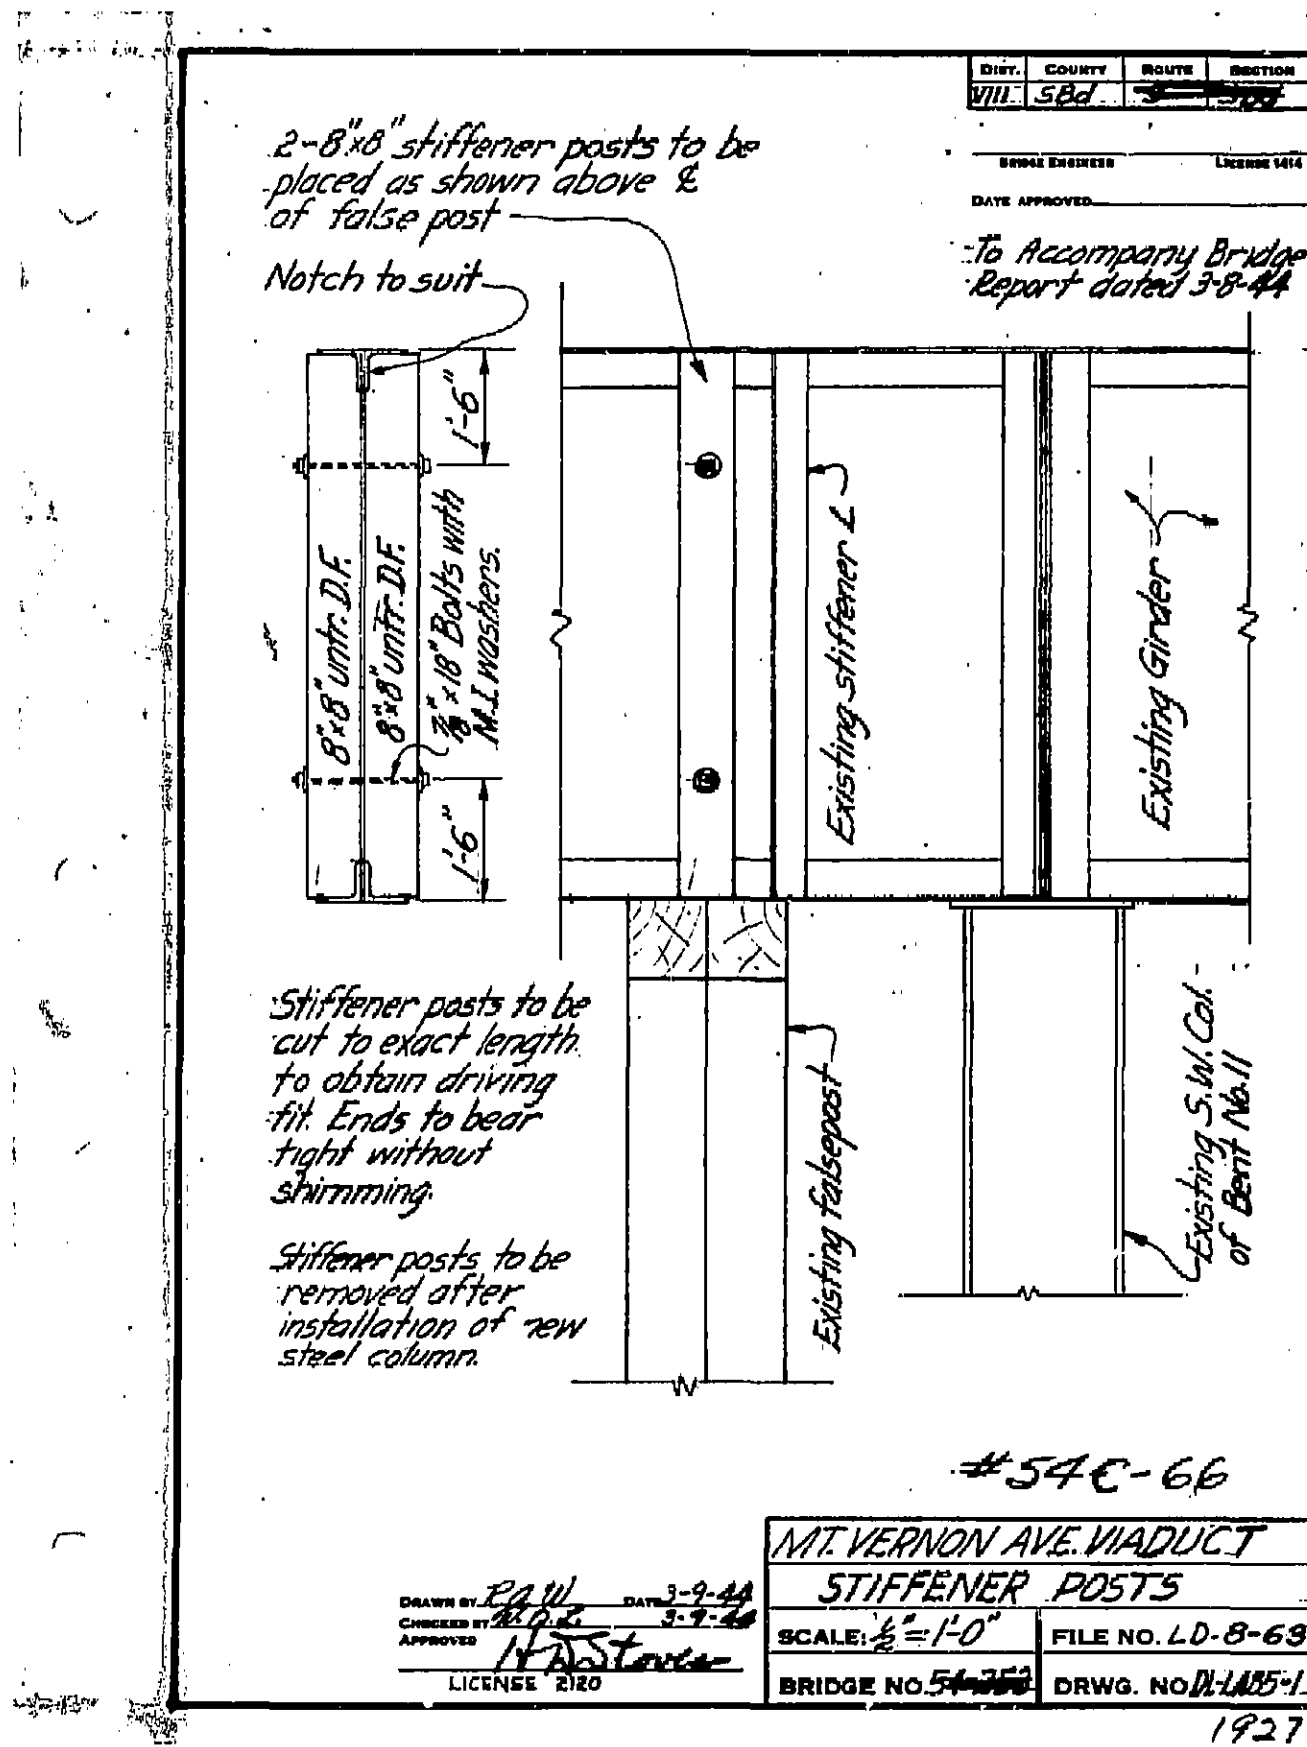 DIST. COUNTY ROUTE SECTION
VIII SBd
BRIDGE ENGINEER LICENSE 1414
DATE APPROVED
To Accompany Bridge
Report dated 3-8-44
2-8"x8" stiffener posts to be
placed as shown above ℄
of false post
Notch to suit
1'-6"
8"x8" untr. D.F.
8"x8" untr. D.F.
⅞" x 18" Bolts with
M.I. washers.
1'-6"
Existing stiffener L
Existing Girder
Stiffener posts to be
cut to exact length
to obtain driving
fit. Ends to bear
tight without
shimming.
Stiffener posts to be
removed after
installation of new
steel column.
Existing falsepost
Existing S.W. Col.
of Bent No. 11
#54C-66
MT. VERNON AVE. VIADUCT
STIFFENER POSTS
SCALE: ½" = 1'-0" FILE NO. LD-8-63
BRIDGE NO. DRWG. NO.
DRAWN BY DATE 3-9-44
CHECKED BY 3-9-44
APPROVED
LICENSE 2120
1927